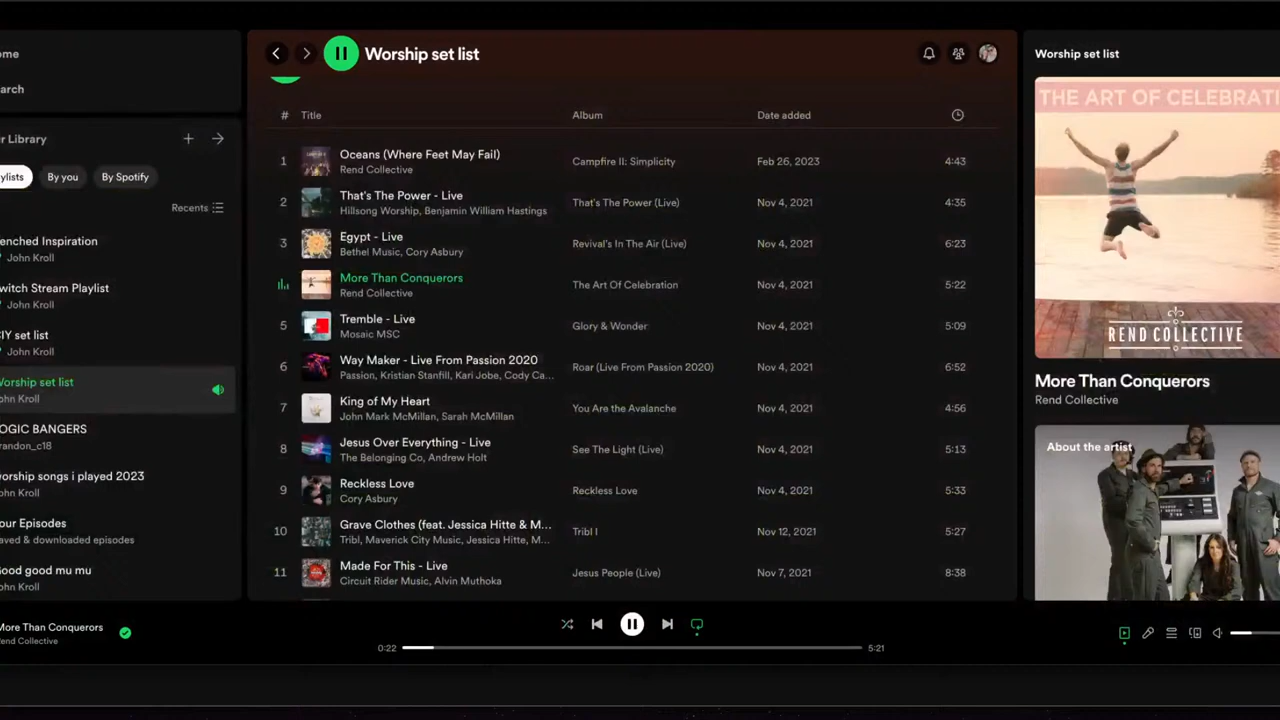 ome
arch
r Library
ylists
By you
By Spotify
Recents
enched Inspiration
John Kroll
witch Stream Playlist
John Kroll
IY set list
John Kroll
Vorship set list
ohn Kroll
OGIC BANGERS
randon_c18
vorship songs i played 2023
ohn Kroll
our Episodes
aved & downloaded episodes
Good good mu mu
ohn Kroll
Worship set list
# Title Album Date added
1 Oceans (Where Feet May Fail) Campfire II: Simplicity Feb 26, 2023 4:43
Rend Collective
2 That's The Power - Live That's The Power (Live) Nov 4, 2021 4:35
Hillsong Worship, Benjamin William Hastings
3 Egypt - Live Revival's In The Air (Live) Nov 4, 2021 6:23
Bethel Music, Cory Asbury
More Than Conquerors The Art Of Celebration Nov 4, 2021 5:22
Rend Collective
5 Tremble - Live Glory & Wonder Nov 4, 2021 5:09
Mosaic MSC
6 Way Maker - Live From Passion 2020 Roar (Live From Passion 2020) Nov 4, 2021 6:52
Passion, Kristian Stanfill, Kari Jobe, Cody Ca...
7 King of My Heart You Are the Avalanche Nov 4, 2021 4:56
John Mark McMillan, Sarah McMillan
8 Jesus Over Everything - Live See The Light (Live) Nov 4, 2021 5:13
The Belonging Co, Andrew Holt
9 Reckless Love Reckless Love Nov 4, 2021 5:33
Cory Asbury
10 Grave Clothes (feat. Jessica Hitte & M... Tribl I Nov 12, 2021 5:27
Tribl, Maverick City Music, Jessica Hitte, M...
11 Made For This - Live Jesus People (Live) Nov 7, 2021 8:38
Circuit Rider Music, Alvin Muthoka
Worship set list
THE ART OF CELEBRATI
REND COLLECTIVE
More Than Conquerors
Rend Collective
About the artist
More Than Conquerors
Rend Collective
0:22
5:21